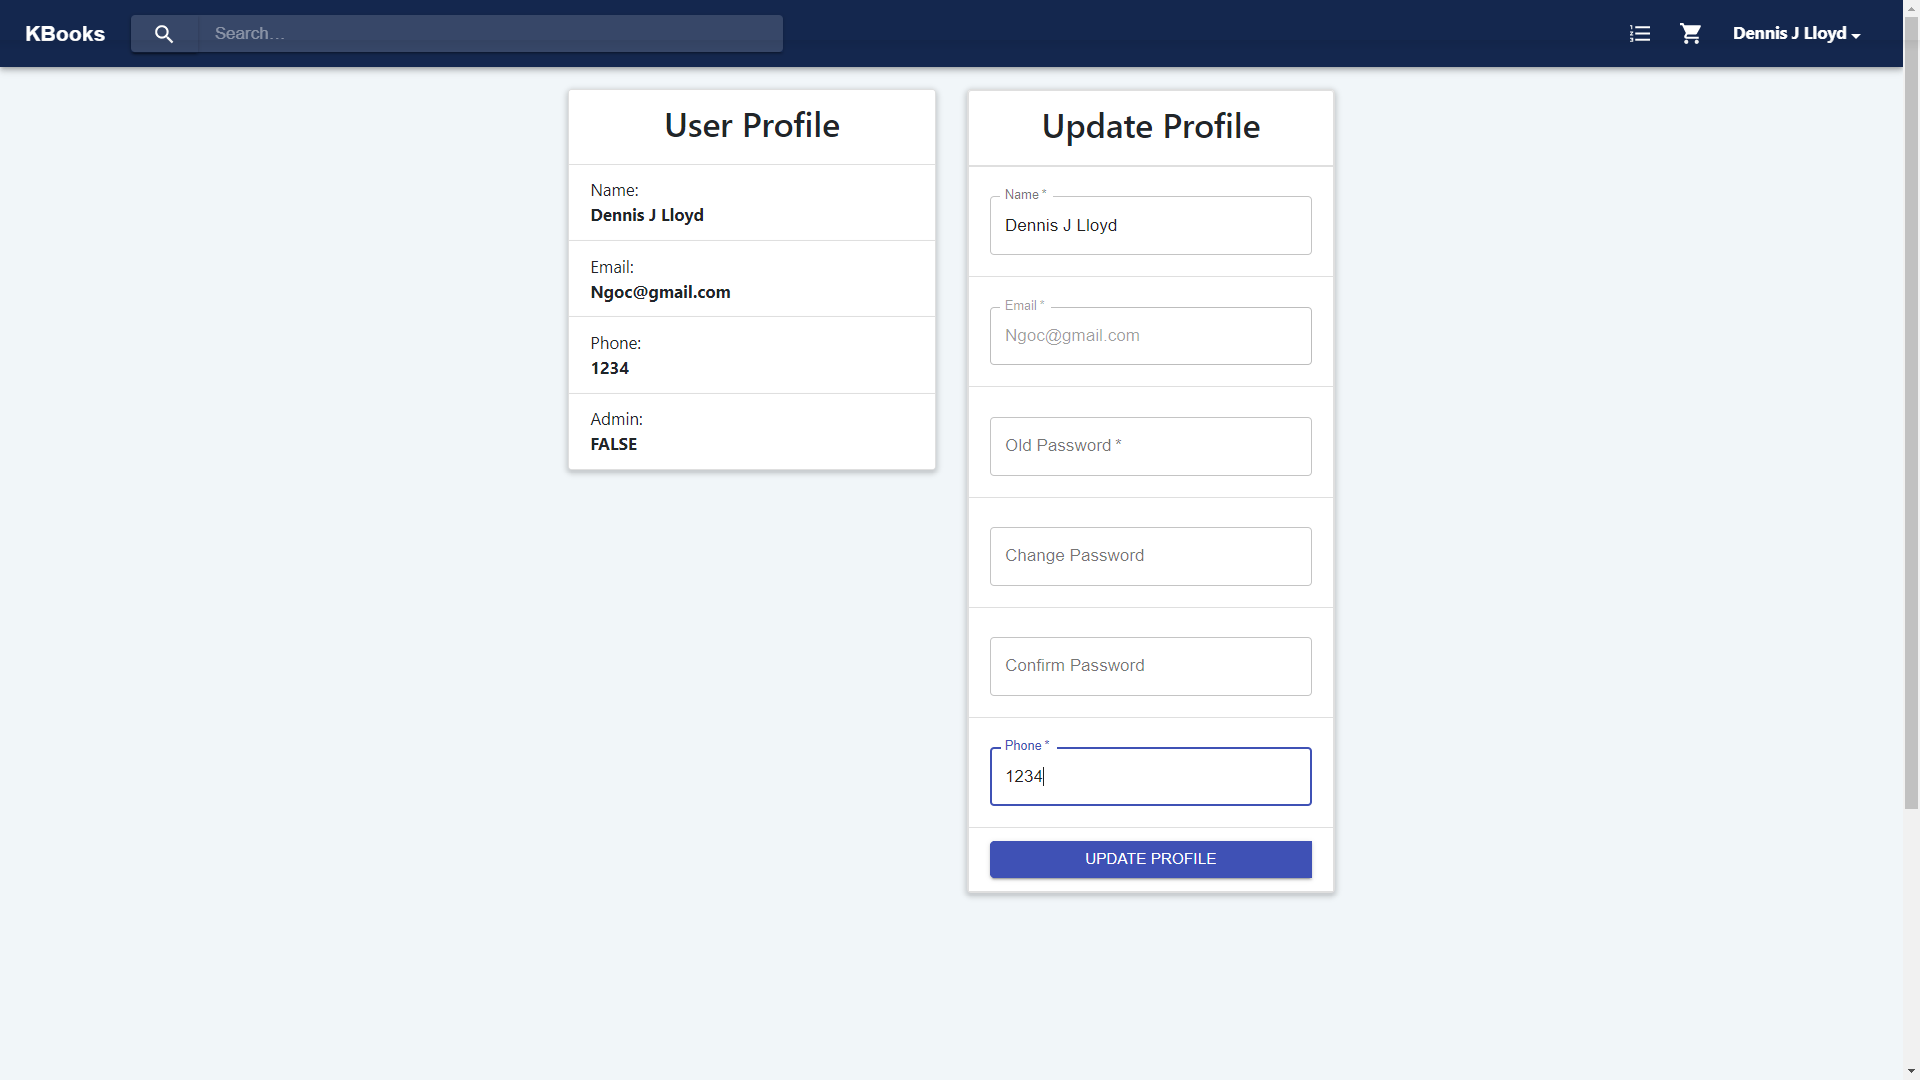 KBooks
Search...
Dennis J Lloyd
User Profile
Name:
Dennis J Lloyd
Email:
Ngoc@gmail.com
Phone:
1234
Admin:
FALSE
Update Profile
Name *
Dennis J Lloyd
Email *
Ngoc@gmail.com
Old Password *
Change Password
Confirm Password
Phone *
1234
UPDATE PROFILE